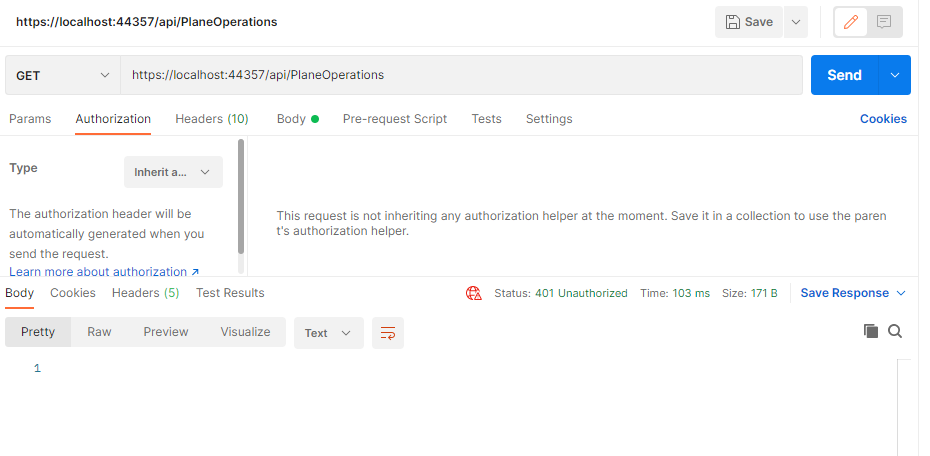 https://localhost:44357/api/PlaneOperations
Save
GET
https://localhost:44357/api/PlaneOperations
Send
Params Authorization Headers (10) Body Pre-request Script Tests Settings Cookies
Type
Inherit a...
The authorization header will be
automatically generated when you
send the request.
Learn more about authorization ↗
This request is not inheriting any authorization helper at the moment. Save it in a collection to use the paren
t's authorization helper.
Body Cookies Headers (5) Test Results Status: 401 Unauthorized Time: 103 ms Size: 171 B Save Response
Pretty Raw Preview Visualize Text
1